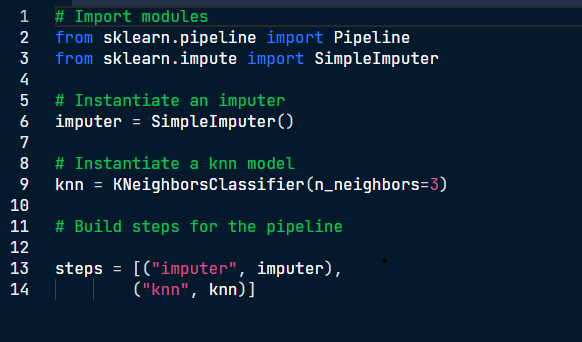 1 # Import modules
2 from sklearn.pipeline import Pipeline
3 from sklearn.impute import SimpleImputer
4
5 # Instantiate an imputer
6 imputer = SimpleImputer()
7
8 # Instantiate a knn model
9 knn = KNeighborsClassifier(n_neighbors=3)
10
11 # Build steps for the pipeline
12
13 steps = [("imputer", imputer),
14         ("knn", knn)]